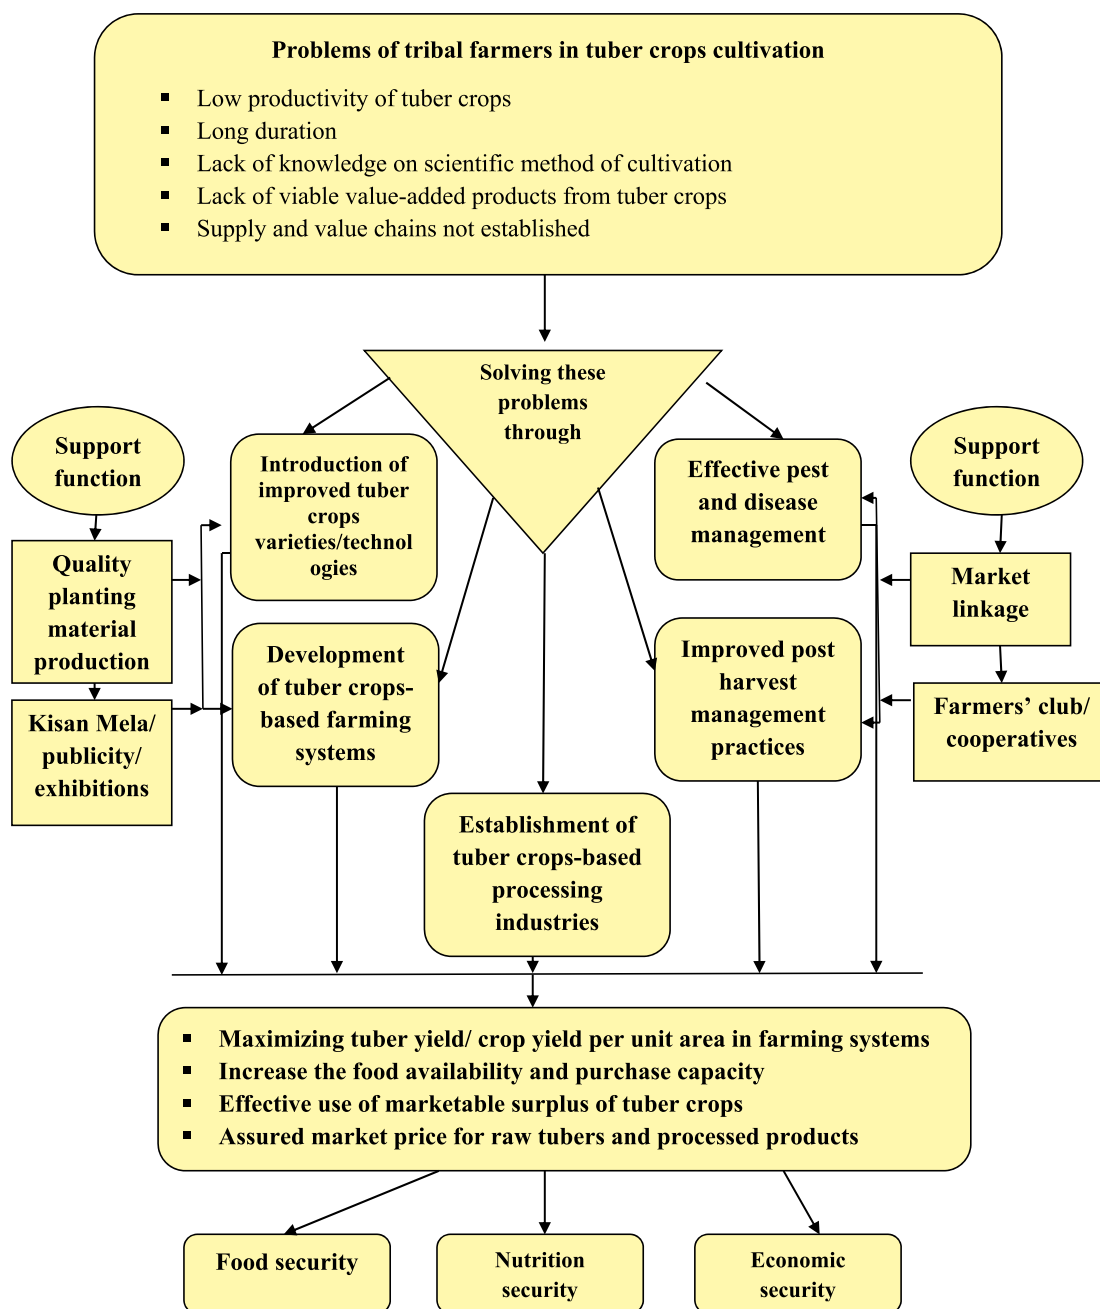 Problems of tribal farmers in tuber crops cultivation
▪ Low productivity of tuber crops
▪ Long duration
▪ Lack of knowledge on scientific method of cultivation
▪ Lack of viable value-added products from tuber crops
▪ Supply and value chains not established
Solving these
problems
through
Support
function
Introduction of
improved tuber
crops
varieties/technol
ogies
Effective pest
and disease
management
Support
function
Quality
planting
material
production
Market
linkage
Development
of tuber crops-
based farming
systems
Improved post
harvest
management
practices
Kisan Mela/
publicity/
exhibitions
Farmers’ club/
cooperatives
Establishment of
tuber crops-based
processing
industries
▪ Maximizing tuber yield/ crop yield per unit area in farming systems
▪ Increase the food availability and purchase capacity
▪ Effective use of marketable surplus of tuber crops
▪ Assured market price for raw tubers and processed products
Food security
Nutrition
security
Economic
security